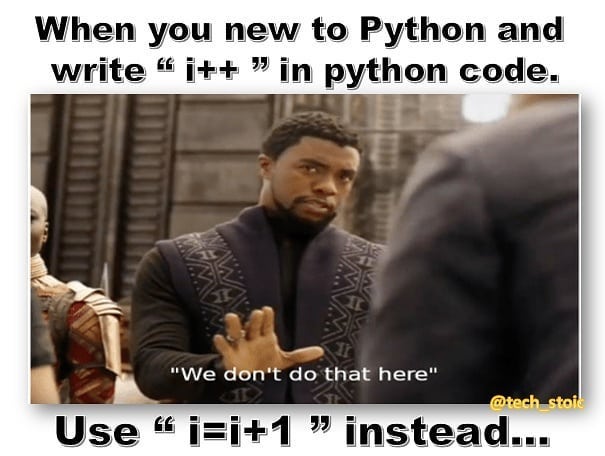 When you new to Python and
write “ i++ ” in python code.
"We don't do that here"
@tech_stoic
Use “ i=i+1 ” instead...